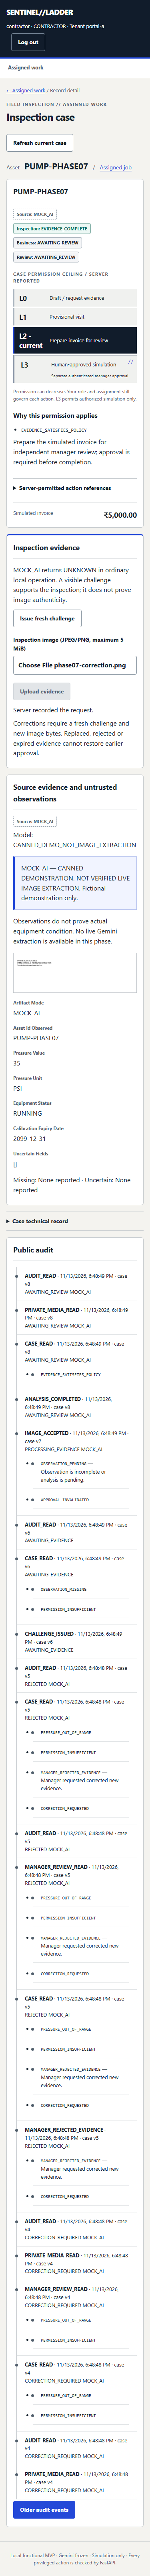 SENTINEL//LADDER
contractor · CONTRACTOR · Tenant portal-a
Log out
Assigned work
← Assigned work / Record detail
FIELD INSPECTION // ASSIGNED WORK
Inspection case
Refresh current case
Asset PUMP-PHASE07 / Assigned job
PUMP-PHASE07
Source: MOCK_AI
Inspection: EVIDENCE_COMPLETE
Business: AWAITING_REVIEW
Review: AWAITING_REVIEW
CASE PERMISSION CEILING / SERVER
REPORTED
L0 Draft / request evidence
L1 Provisional visit
L2 - current Prepare invoice for review
L3 Human-approved simulation //
Separate authenticated manager approval
Permission can decrease. Your role and assignment still
govern each action. L3 permits authorized simulation only.
Why this permission applies
EVIDENCE_SATISFIES_POLICY
Prepare the simulated invoice for
independent manager review; approval is
required before completion.
▸ Server-permitted action references
Simulated invoice ₹5,000.00
Inspection evidence
MOCK_AI returns UNKNOWN in ordinary
local operation. A visible challenge
supports the inspection; it does not prove
image authenticity.
Issue fresh challenge
Inspection image (JPEG/PNG, maximum 5
MiB)
Choose File phase07-correction.png
Upload evidence
Server recorded the request.
Corrections require a fresh challenge and
new image bytes. Replaced, rejected or
expired evidence cannot restore earlier
approval.
Source evidence and untrusted
observations
Source: MOCK_AI
Model:
CANNED_DEMO_NOT_IMAGE_EXTRACTION
MOCK_AI — CANNED
DEMONSTRATION. NOT VERIFIED LIVE
IMAGE EXTRACTION. Fictional
demonstration only.
Observations do not prove actual
equipment condition. No live Gemini
extraction is available in this phase.
Artifact Mode
MOCK_AI
Asset Id Observed
PUMP-PHASE07
Pressure Value
35
Pressure Unit
PSI
Equipment Status
RUNNING
Calibration Expiry Date
2099-12-31
Uncertain Fields
[]
Missing: None reported · Uncertain: None
reported
▸ Case technical record
Public audit
AUDIT_READ · 11/13/2026, 6:48:49 PM · case
v8
AWAITING_REVIEW MOCK_AI
PRIVATE_MEDIA_READ · 11/13/2026, 6:48:49
PM · case v8
AWAITING_REVIEW MOCK_AI
CASE_READ · 11/13/2026, 6:48:49 PM · case
v8
AWAITING_REVIEW MOCK_AI
EVIDENCE_SATISFIES_POLICY
ANALYSIS_COMPLETED · 11/13/2026,
6:48:49 PM · case v8
AWAITING_REVIEW MOCK_AI
IMAGE_ACCEPTED · 11/13/2026, 6:48:49 PM ·
case v7
PROCESSING_EVIDENCE MOCK_AI
OBSERVATION_PENDING —
Observation is incomplete or
analysis is pending.
APPROVAL_INVALIDATED
AUDIT_READ · 11/13/2026, 6:48:49 PM · case
v6
AWAITING_EVIDENCE
CASE_READ · 11/13/2026, 6:48:49 PM · case
v6
AWAITING_EVIDENCE
OBSERVATION_MISSING
PERMISSION_INSUFFICIENT
CHALLENGE_ISSUED · 11/13/2026, 6:48:49
PM · case v6
AWAITING_EVIDENCE
AUDIT_READ · 11/13/2026, 6:48:48 PM · case
v5
REJECTED MOCK_AI
CASE_READ · 11/13/2026, 6:48:48 PM · case
v5
REJECTED MOCK_AI
PRESSURE_OUT_OF_RANGE
PERMISSION_INSUFFICIENT
MANAGER_REJECTED_EVIDENCE —
Manager requested corrected new
evidence.
CORRECTION_REQUESTED
AUDIT_READ · 11/13/2026, 6:48:48 PM · case
v5
REJECTED MOCK_AI
MANAGER_REVIEW_READ · 11/13/2026,
6:48:48 PM · case v5
REJECTED MOCK_AI
PRESSURE_OUT_OF_RANGE
PERMISSION_INSUFFICIENT
MANAGER_REJECTED_EVIDENCE —
Manager requested corrected new
evidence.
CORRECTION_REQUESTED
CASE_READ · 11/13/2026, 6:48:48 PM · case
v5
REJECTED MOCK_AI
PRESSURE_OUT_OF_RANGE
PERMISSION_INSUFFICIENT
MANAGER_REJECTED_EVIDENCE —
Manager requested corrected new
evidence.
CORRECTION_REQUESTED
MANAGER_REJECTED_EVIDENCE ·
11/13/2026, 6:48:48 PM · case v5
REJECTED MOCK_AI
MANAGER_REJECTED_EVIDENCE —
Manager requested corrected new
evidence.
CORRECTION_REQUESTED
AUDIT_READ · 11/13/2026, 6:48:48 PM · case
v4
CORRECTION_REQUIRED MOCK_AI
PRIVATE_MEDIA_READ · 11/13/2026, 6:48:48
PM · case v4
CORRECTION_REQUIRED MOCK_AI
MANAGER_REVIEW_READ · 11/13/2026,
6:48:48 PM · case v4
CORRECTION_REQUIRED MOCK_AI
PRESSURE_OUT_OF_RANGE
PERMISSION_INSUFFICIENT
CASE_READ · 11/13/2026, 6:48:48 PM · case
v4
CORRECTION_REQUIRED MOCK_AI
PRESSURE_OUT_OF_RANGE
PERMISSION_INSUFFICIENT
AUDIT_READ · 11/13/2026, 6:48:48 PM · case
v4
CORRECTION_REQUIRED MOCK_AI
PRIVATE_MEDIA_READ · 11/13/2026, 6:48:48
PM · case v4
CORRECTION_REQUIRED MOCK_AI
Older audit events
Local functional MVP · Gemini frozen · Simulation only · Every
privileged action is checked by FastAPI.